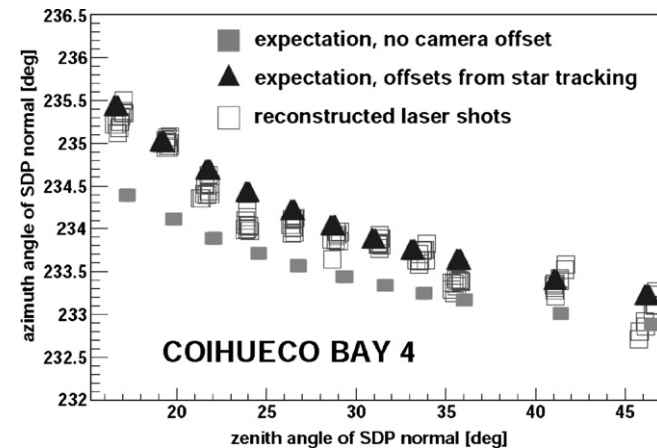 236.5
236
235.5
235
234.5
234
233.5
233
232.5
232
azimuth angle of SDP normal [deg]
expectation, no camera offset
expectation, offsets from star tracking
reconstructed laser shots
COIHUECO BAY 4
20 25 30 35 40 45
zenith angle of SDP normal [deg]